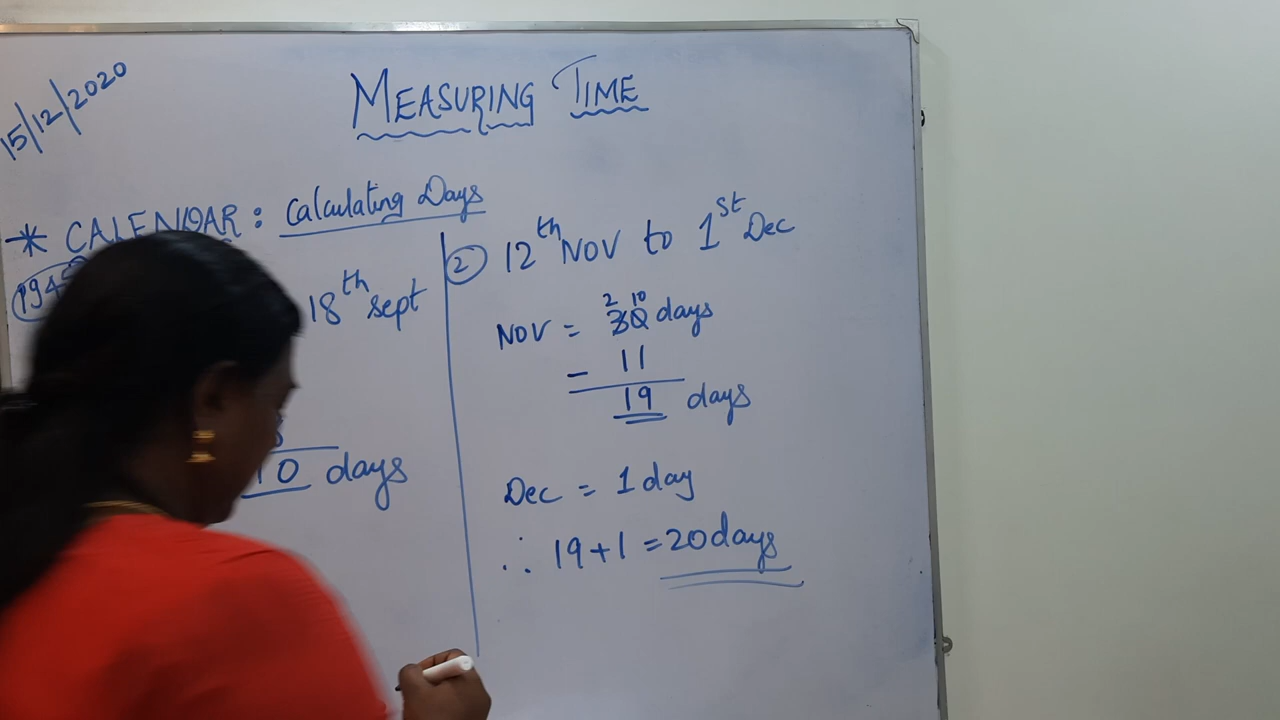 15/12/2020
MEASURING TIME
* CALENDAR: Calculating Days
18th sept
10 days
2 12th NOV to 1st Dec
2 10
NOV = 30 days
- 11
19 days
Dec = 1 day
∴ 19+1 = 20 days